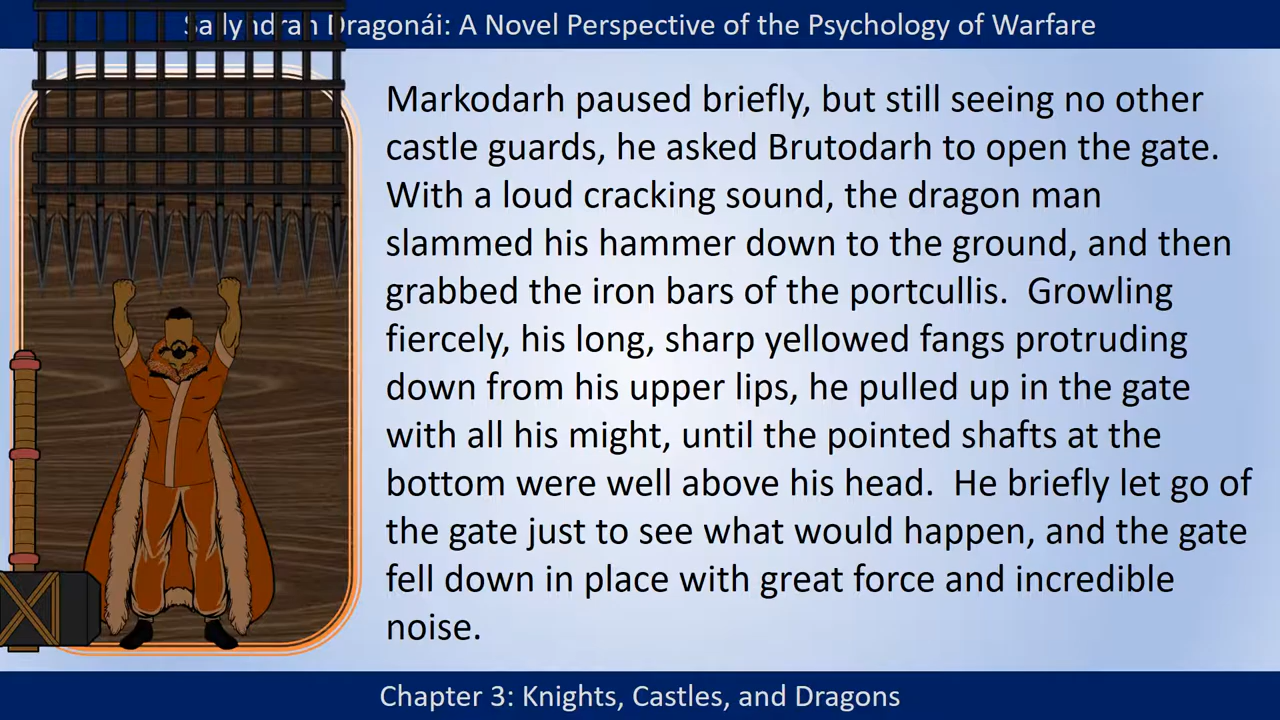 Sallyndran Dragonái: A Novel Perspective of the Psychology of Warfare
Markodarh paused briefly, but still seeing no other
castle guards, he asked Brutodarh to open the gate.
With a loud cracking sound, the dragon man
slammed his hammer down to the ground, and then
grabbed the iron bars of the portcullis.  Growling
fiercely, his long, sharp yellowed fangs protruding
down from his upper lips, he pulled up in the gate
with all his might, until the pointed shafts at the
bottom were well above his head.  He briefly let go of
the gate just to see what would happen, and the gate
fell down in place with great force and incredible
noise.
Chapter 3: Knights, Castles, and Dragons